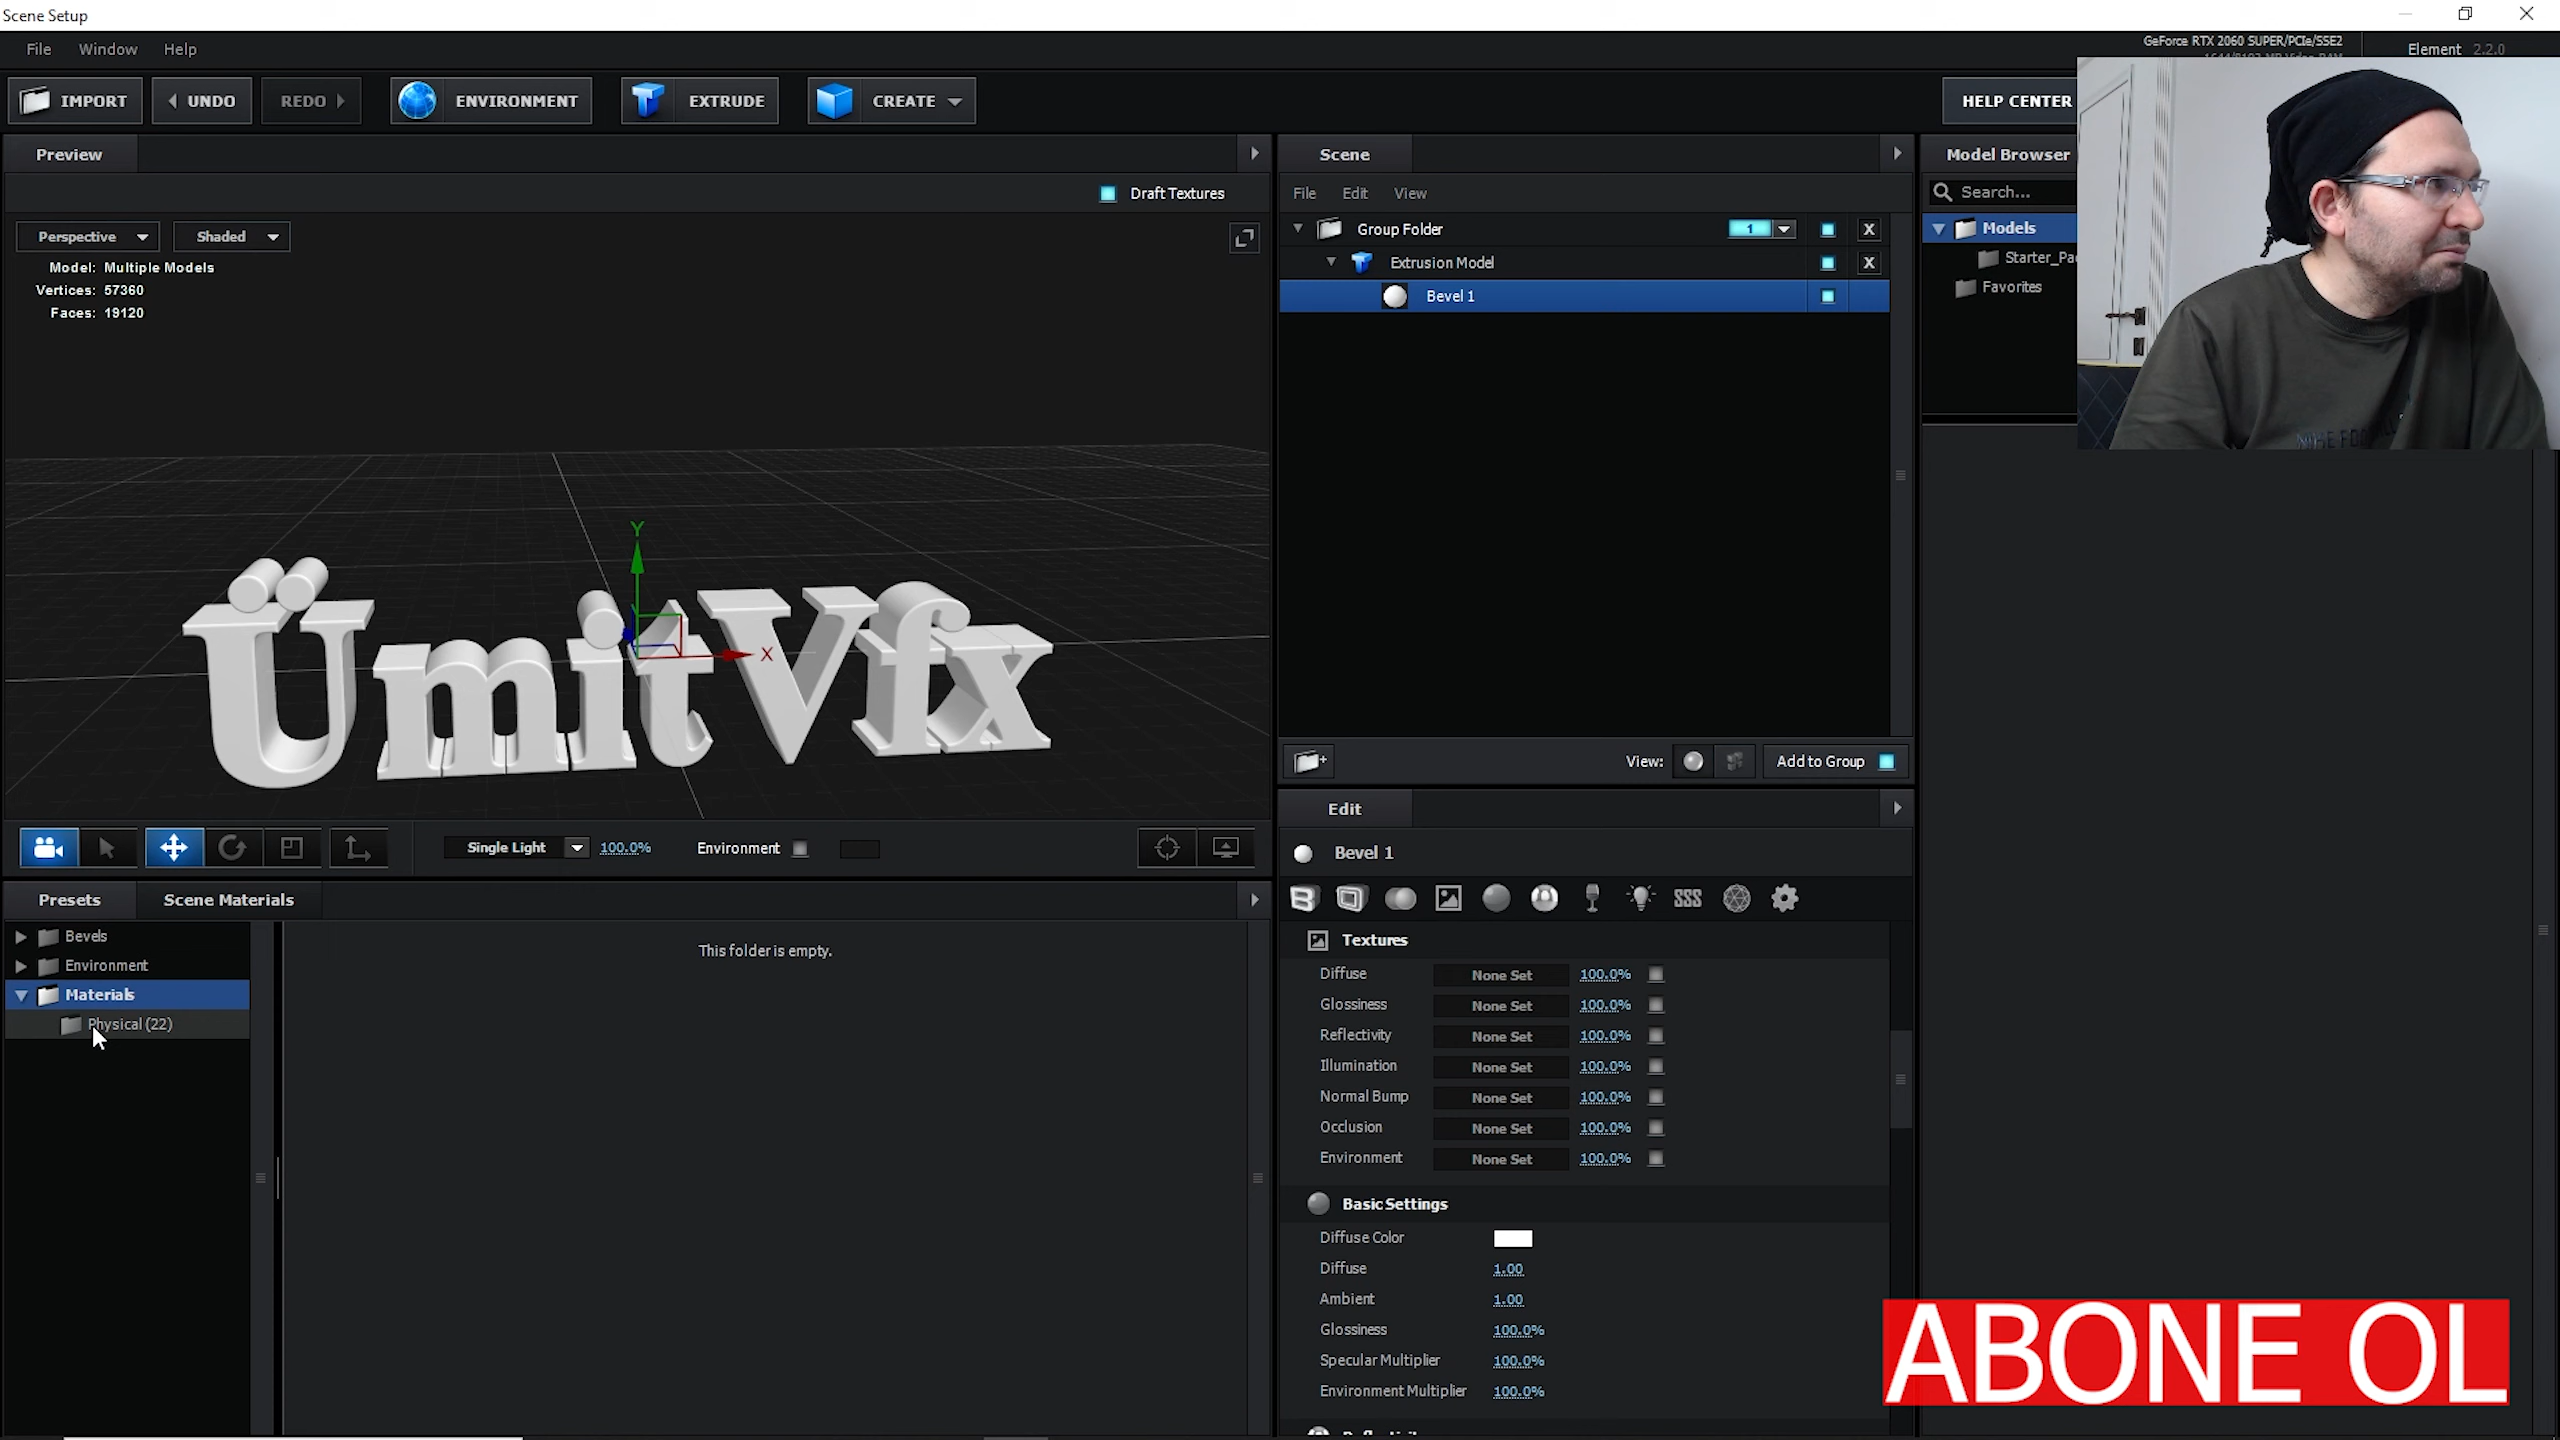 Scene Setup
File Window Help
GeForce RTX 2060 SUPER/PCIe/SSE2
Element 2.2.0
IMPORT UNDO REDO ENVIRONMENT EXTRUDE CREATE HELP CENTER
Preview
Draft Textures
Perspective Shaded
Model: Multiple Models
Vertices: 57360
Faces: 19120
Y
X
ÜmitVfx
Single Light 100.0% Environment
Presets Scene Materials
Bevels
Environment
Materials
Physical (22)
This folder is empty.
Scene
File Edit View
Group Folder 1 X
Extrusion Model X
Bevel 1
View: Add to Group
Edit
Bevel 1
Textures
Diffuse None Set 100.0%
Glossiness None Set 100.0%
Reflectivity None Set 100.0%
Illumination None Set 100.0%
Normal Bump None Set 100.0%
Occlusion None Set 100.0%
Environment None Set 100.0%
Basic Settings
Diffuse Color
Diffuse 1.00
Ambient 1.00
Glossiness 100.0%
Specular Multiplier 100.0%
Environment Multiplier 100.0%
Model Browser
Search...
Models
Starter_Pa
Favorites
ABONE OL